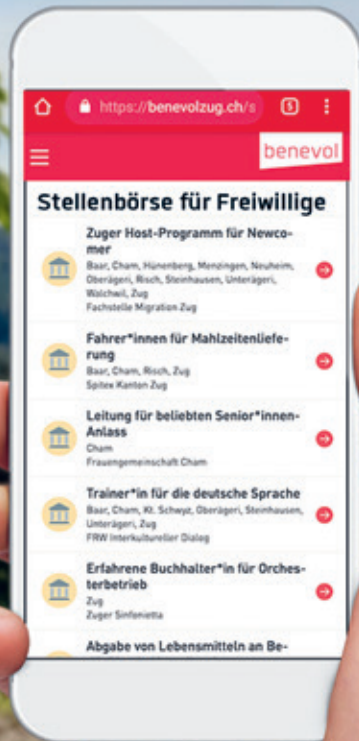 https://benevolzug.ch/s
5
benevol
Stellenbörse für Freiwillige
Zuger Host-Programm für Newco-
mer
Baar, Cham, Hünenberg, Menzingen, Neuheim,
Oberägeri, Risch, Steinhausen, Unterägeri,
Walchwil, Zug
Fachstelle Migration Zug
Fahrer*innen für Mahlzeitenliefe-
rung
Baar, Cham, Risch, Zug
Spitex Kanton Zug
Leitung für beliebten Senior*innen-
Anlass
Cham
Frauengemeinschaft Cham
Trainer*in für die deutsche Sprache
Baar, Cham, Kt. Schwyz, Oberägeri, Steinhausen,
Unterägeri, Zug
FRW Interkultureller Dialog
Erfahrene Buchhalter*in für Orches-
terbetrieb
Zug
Zuger Sinfonietta
Abgabe von Lebensmitteln an Be-